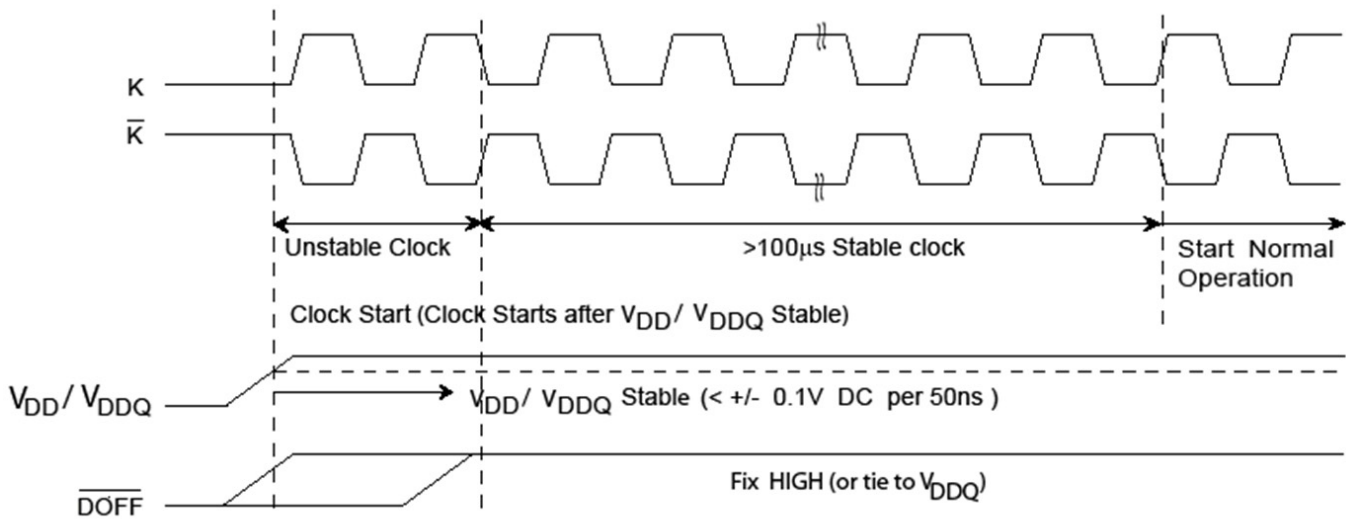 K
K̅
Unstable Clock
>100µs Stable clock
Start Normal
Operation
Clock Start (Clock Starts after VDD/ VDDQ Stable)
VDD/ VDDQ
VDD/ VDDQ Stable (< +/- 0.1V DC per 50ns )
Fix HIGH (or tie to VDDQ)
D̅O̅F̅F̅